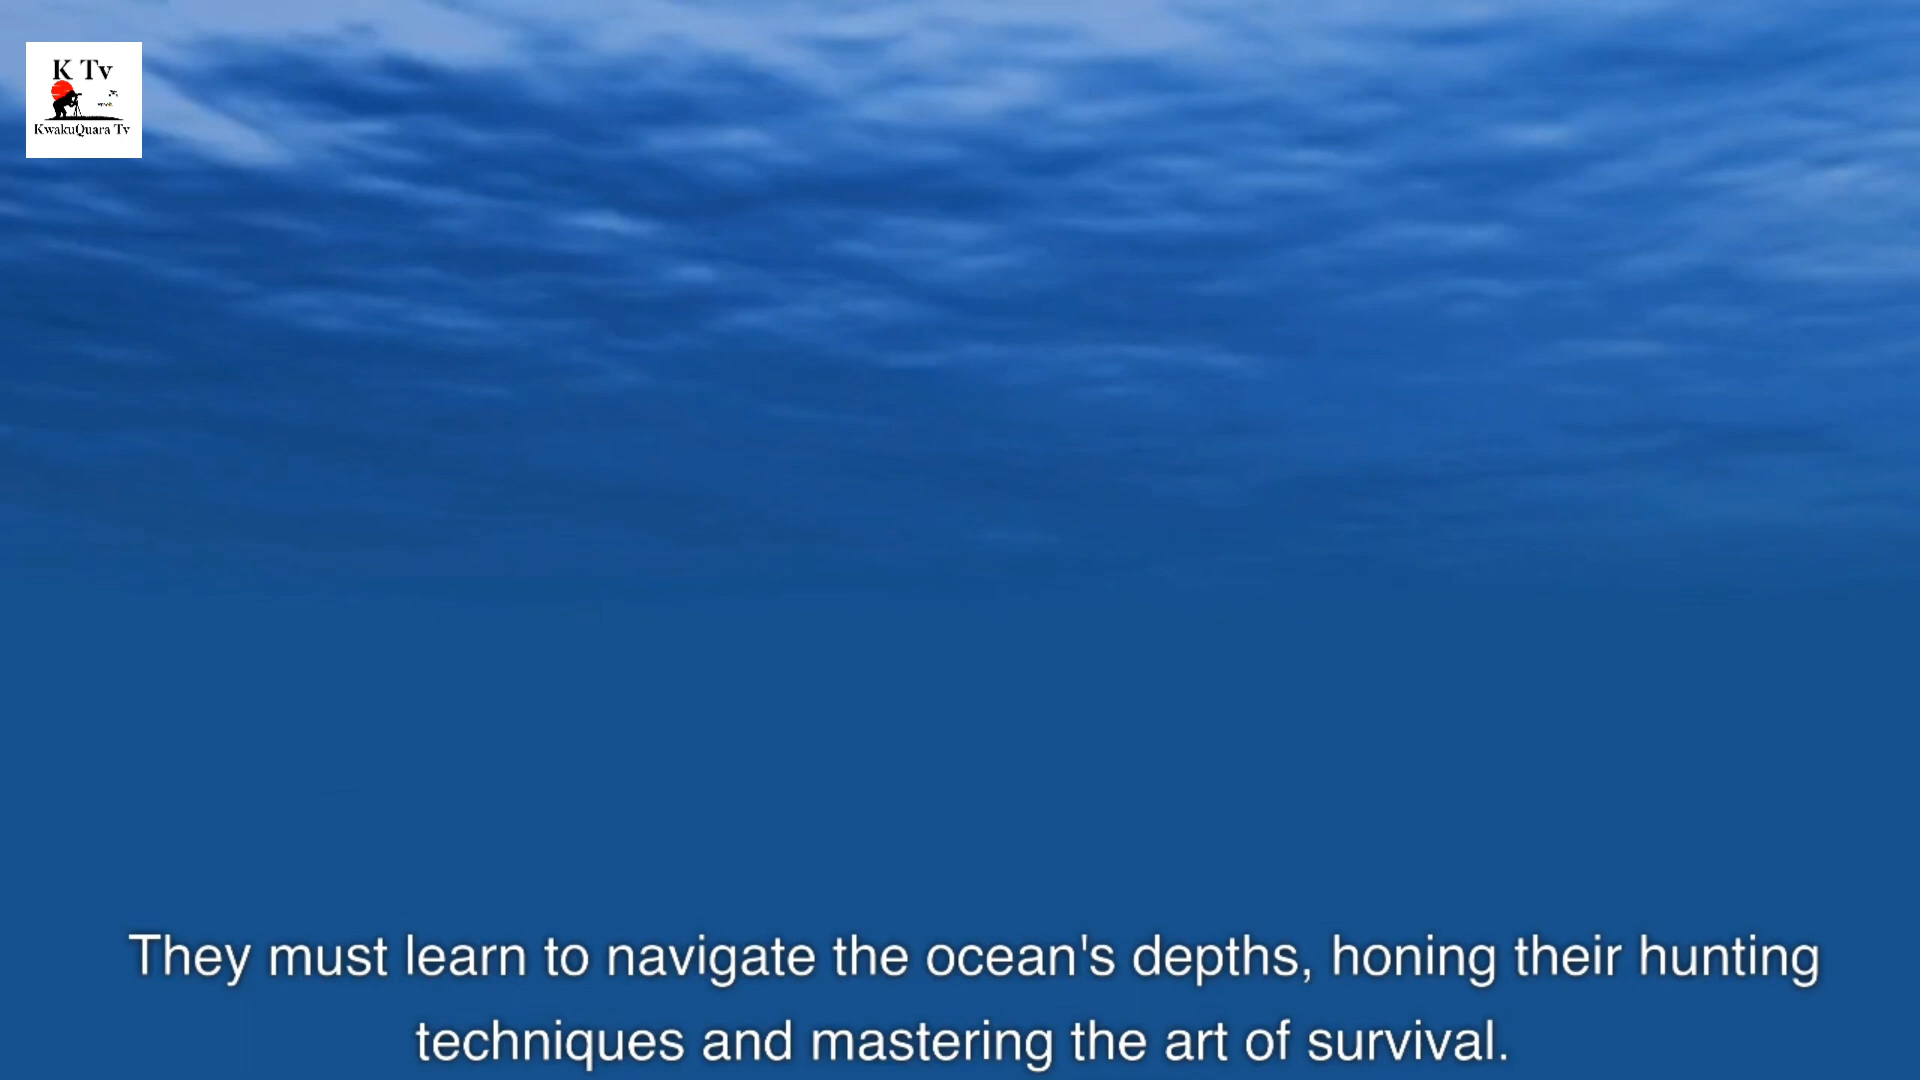 K Tv
KwakuQuara Tv
They must learn to navigate the ocean's depths, honing their hunting
techniques and mastering the art of survival.